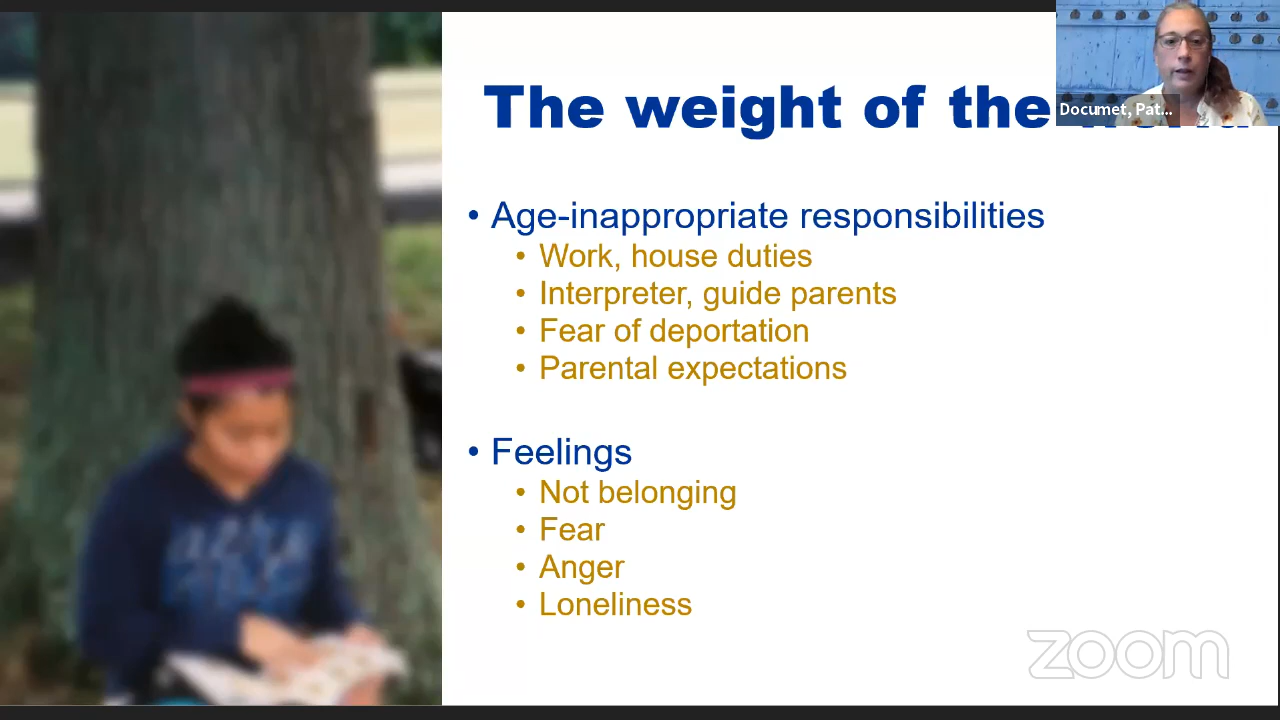 The weight of the
Documet, Pat...
• Age-inappropriate responsibilities
• Work, house duties
• Interpreter, guide parents
• Fear of deportation
• Parental expectations
• Feelings
• Not belonging
• Fear
• Anger
• Loneliness
zoom